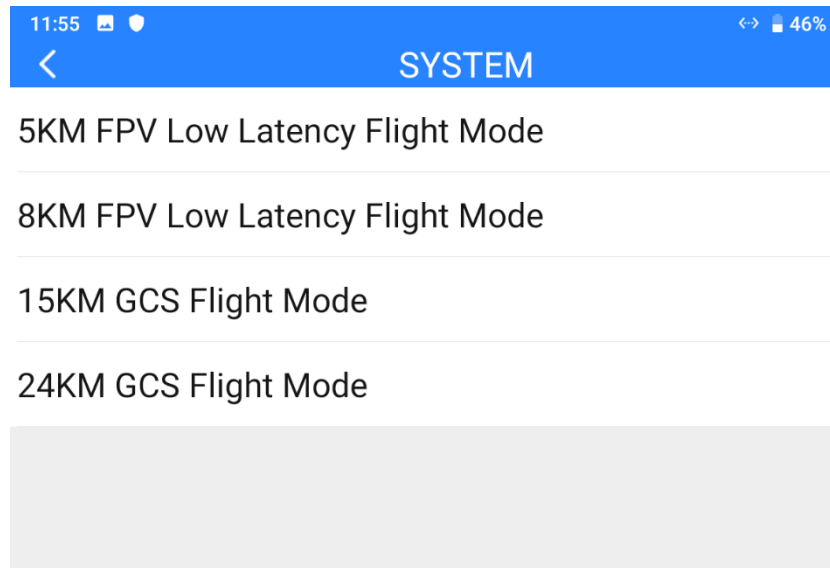 11:55 46%
SYSTEM
5KM FPV Low Latency Flight Mode
8KM FPV Low Latency Flight Mode
15KM GCS Flight Mode
24KM GCS Flight Mode